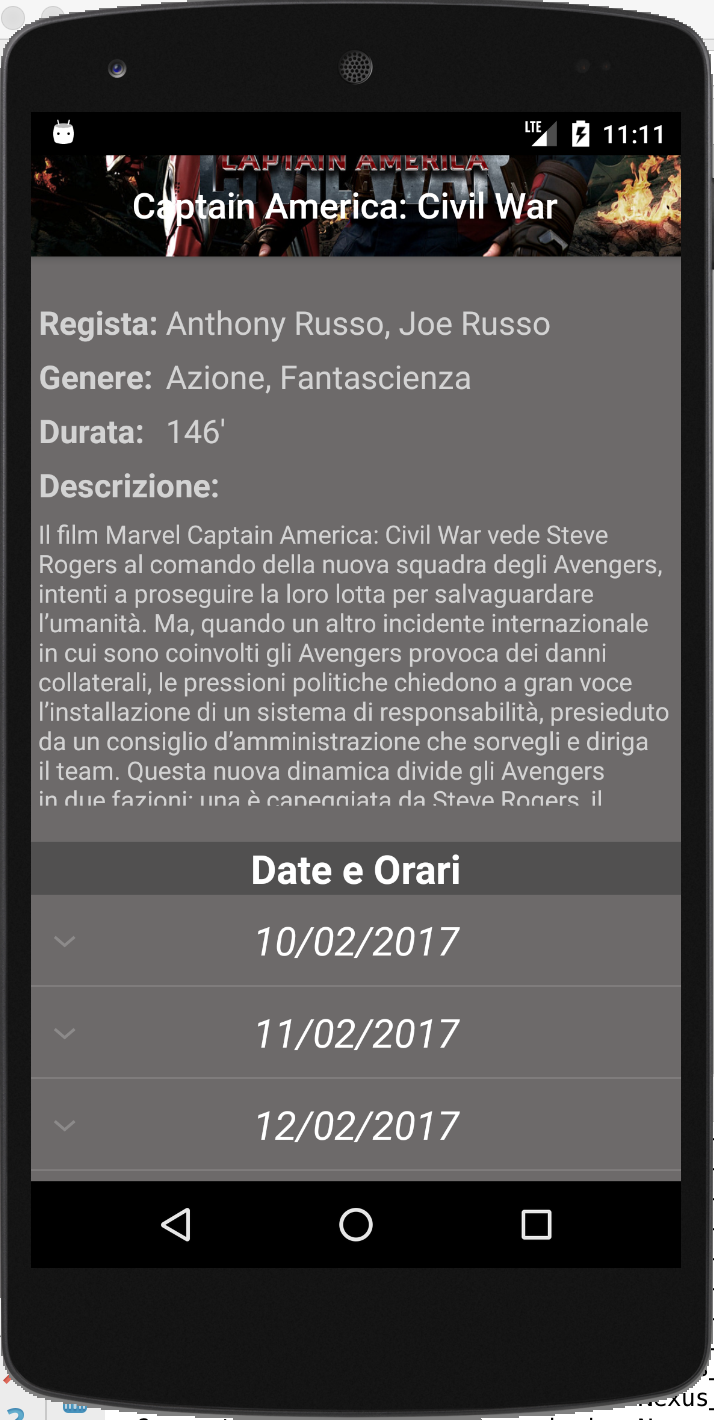 LTE 11:11
CAPTAIN AMERICA
CIVIL WAR
Captain America: Civil War
Regista: Anthony Russo, Joe Russo
Genere: Azione, Fantascienza
Durata: 146'
Descrizione:
Il film Marvel Captain America: Civil War vede Steve
Rogers al comando della nuova squadra degli Avengers,
intenti a proseguire la loro lotta per salvaguardare
l’umanità. Ma, quando un altro incidente internazionale
in cui sono coinvolti gli Avengers provoca dei danni
collaterali, le pressioni politiche chiedono a gran voce
l’installazione di un sistema di responsabilità, presieduto
da un consiglio d’amministrazione che sorvegli e diriga
il team. Questa nuova dinamica divide gli Avengers
in due fazioni: una è capeggiata da Steve Rogers, il
Date e Orari
10/02/2017
11/02/2017
12/02/2017